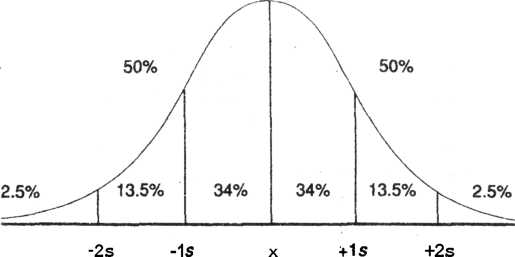 50% 50%
2.5% 13.5% 34% 34% 13.5% 2.5%
-2s -1s x +1s +2s